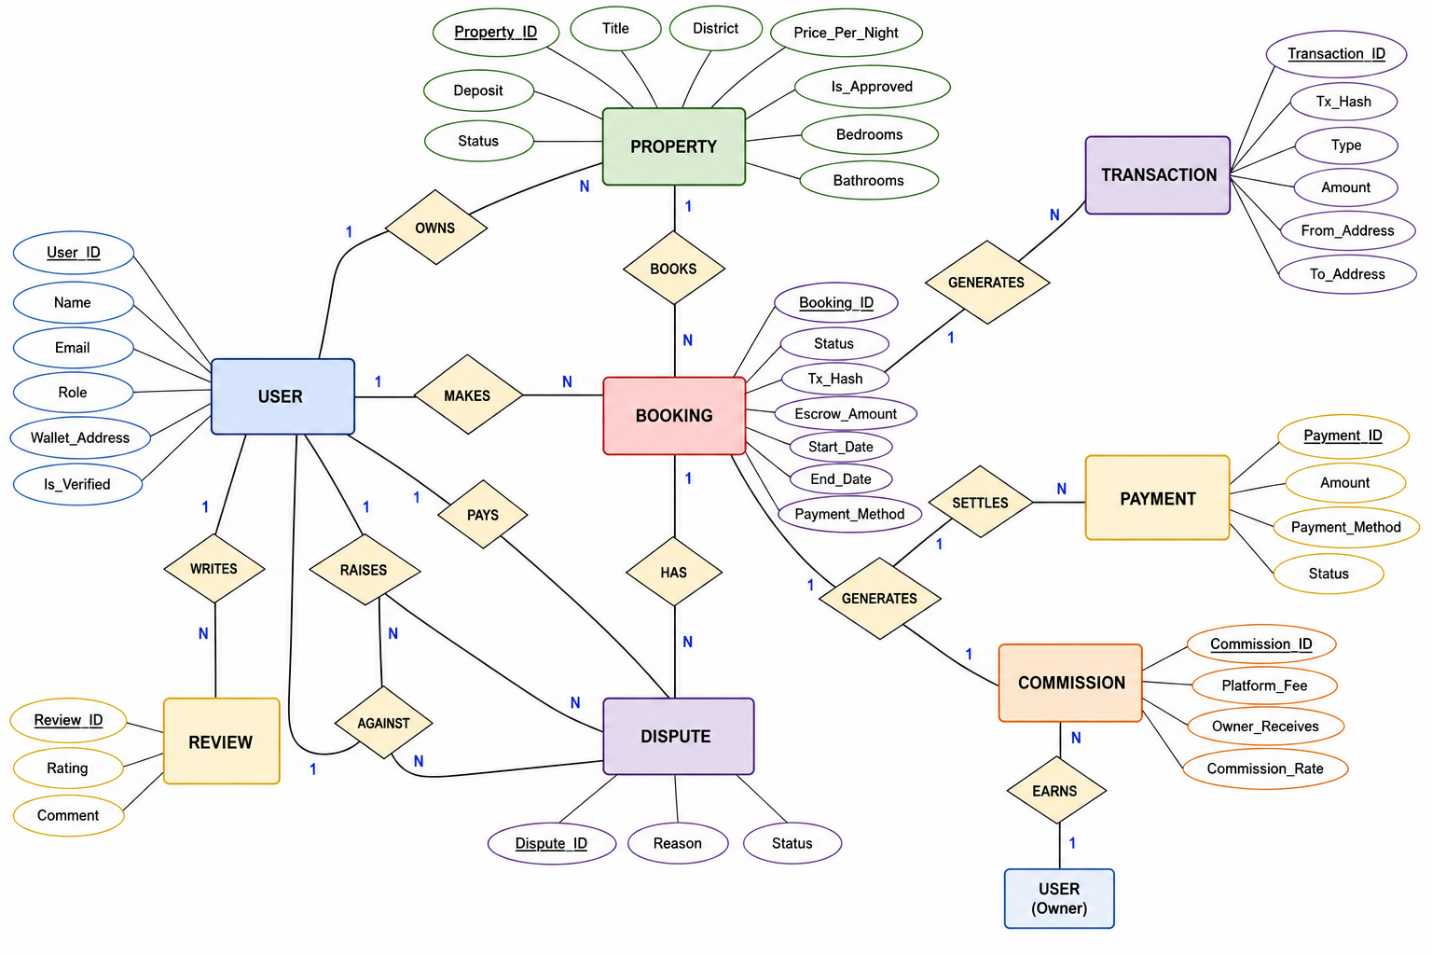 Property_ID
Title
District
Price_Per_Night
Deposit
Is_Approved
Status
Bedrooms
Bathrooms
PROPERTY
Transaction_ID
Tx_Hash
Type
Amount
From_Address
To_Address
TRANSACTION
N
1
OWNS
1
BOOKS
N
N
GENERATES
1
User_ID
Name
Email
Role
Wallet_Address
Is_Verified
USER
1
MAKES
N
BOOKING
Booking_ID
Status
Tx_Hash
Escrow_Amount
Start_Date
End_Date
Payment_Method
Payment_ID
Amount
Payment_Method
Status
PAYMENT
N
SETTLES
1
1
GENERATES
1
1
WRITES
N
1
RAISES
N
N
1
PAYS
1
HAS
N
AGAINST
1
N
REVIEW
Review_ID
Rating
Comment
DISPUTE
Dispute_ID
Reason
Status
COMMISSION
Commission_ID
Platform_Fee
Owner_Receives
Commission_Rate
N
EARNS
1
USER
(Owner)